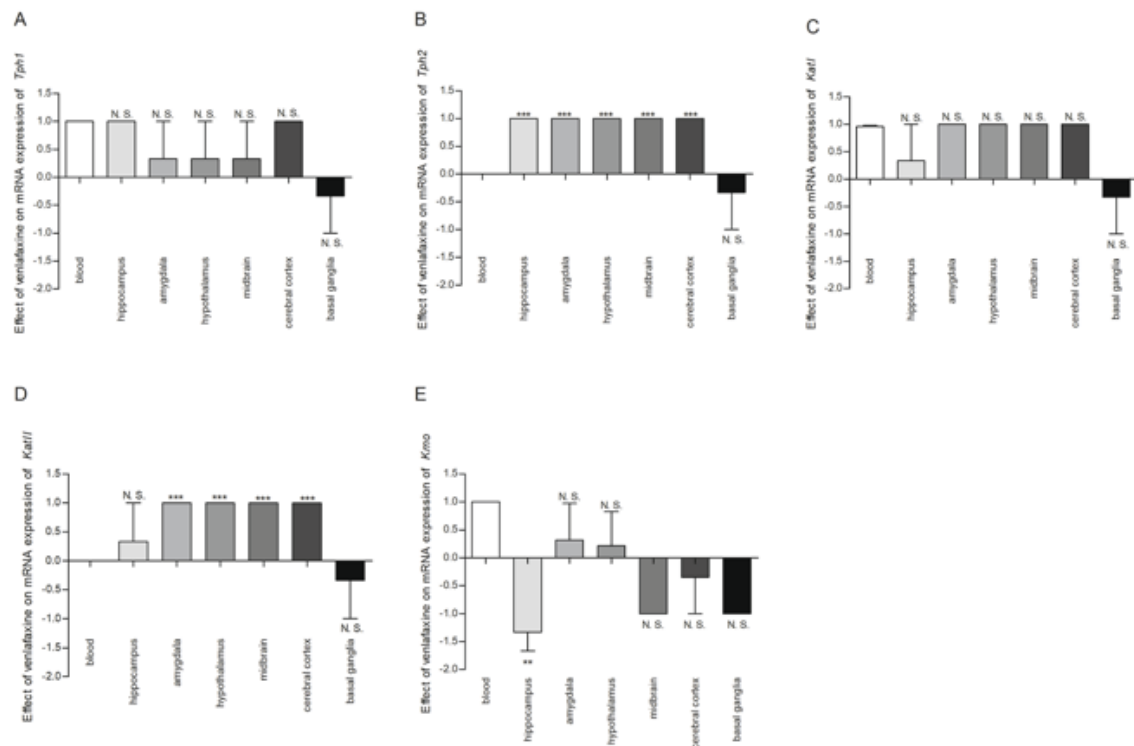 A
Effect of venlafaxine on mRNA expression of Tph1
1.5
1.0
0.5
0.0
-0.5
-1.0
-1.5
-2.0
N. S.
N. S.
N. S.
N. S.
N. S.
N. S.
blood
hippocampus
amygdala
hypothalamus
midbrain
cerebral cortex
basal ganglia
B
Effect of venlafaxine on mRNA expression of Tph2
1.5
1.0
0.5
0.0
-0.5
-1.0
-1.5
-2.0
***
***
***
***
***
N. S.
blood
hippocampus
amygdala
hypothalamus
midbrain
cerebral cortex
basal ganglia
C
Effect of venlafaxine on mRNA expression of KatI
1.5
1.0
0.5
0.0
-0.5
-1.0
-1.5
-2.0
N. S.
N. S.
N. S.
N. S.
N. S.
N. S.
blood
hippocampus
amygdala
hypothalamus
midbrain
cerebral cortex
basal ganglia
D
Effect of venlafaxine on mRNA expression of KatII
1.5
1.0
0.5
0.0
-0.5
-1.0
-1.5
-2.0
N. S.
***
***
***
***
N. S.
blood
hippocampus
amygdala
hypothalamus
midbrain
cerebral cortex
basal ganglia
E
Effect of venlafaxine on mRNA expression of Kmo
1.5
1.0
0.5
0.0
-0.5
-1.0
-1.5
-2.0
**
N. S.
N. S.
N. S.
N. S.
N. S.
blood
hippocampus
amygdala
hypothalamus
midbrain
cerebral cortex
basal ganglia